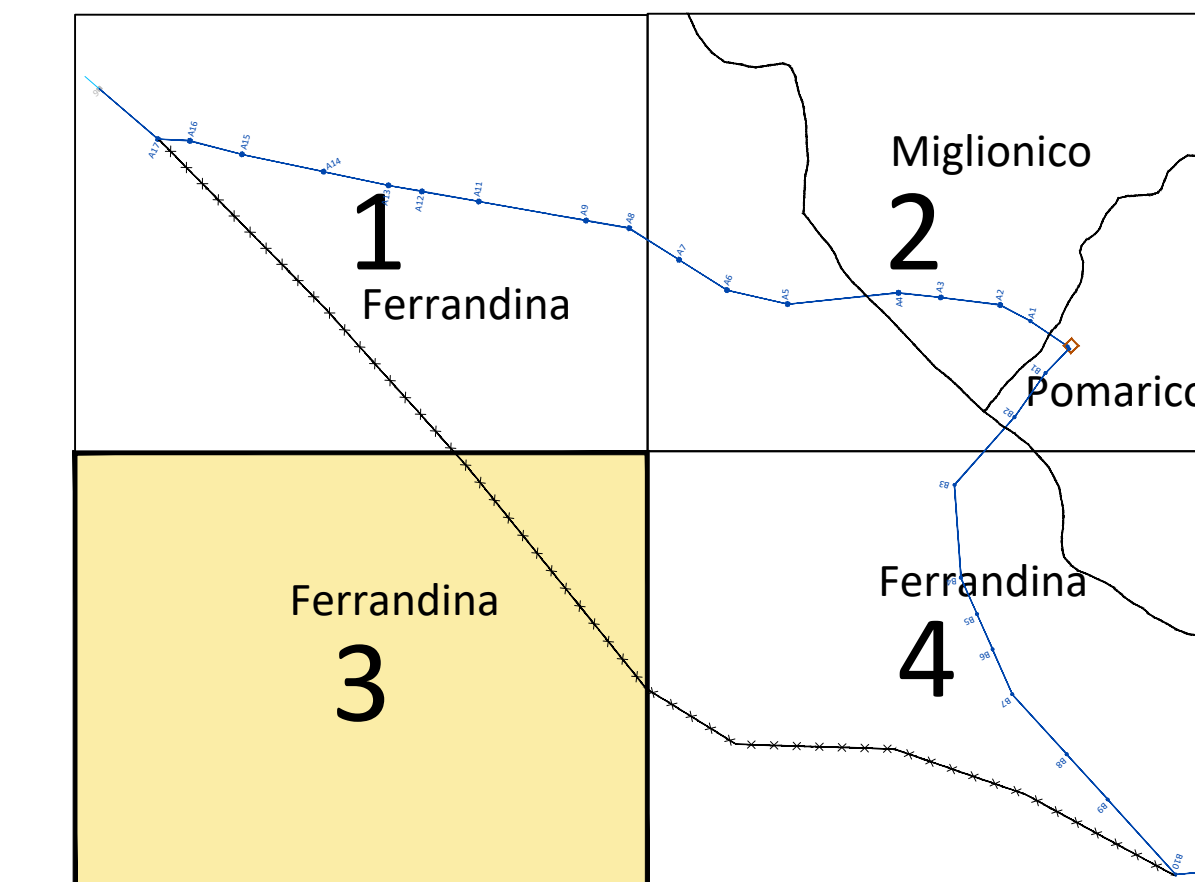 A17
A16
A15
A14
A13
A12
A11
A9
A8
1
Ferrandina
Miglionico
2
A7
A6
A5
A4
A3
A2
A1
B1
B2
Pomarico
Ferrandina
3
B3
Ferrandina
B5
B6
4
B7
B8
B9
B10